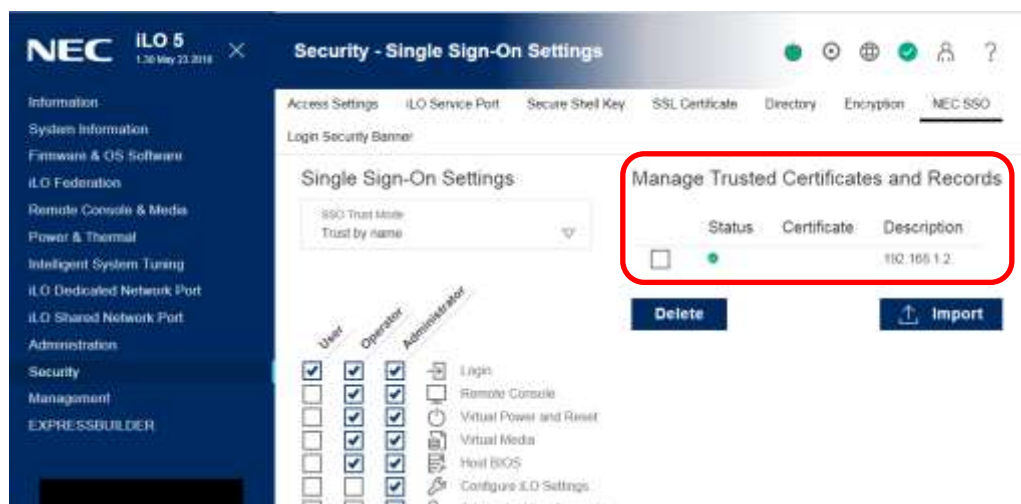 NEC iLO 5
1.30 May 23 2018
Security - Single Sign-On Settings
?
Information
System Information
Firmware & OS Software
iLO Federation
Remote Console & Media
Power & Thermal
Intelligent System Tuning
iLO Dedicated Network Port
iLO Shared Network Port
Administration
Security
Management
EXPRESSBUILDER
Access Settings iLO Service Port Secure Shell Key SSL Certificate Directory Encryption NEC SSO
Login Security Banner
Single Sign-On Settings
SSO Trust Mode
Trust by name
Manage Trusted Certificates and Records
Status Certificate Description
192.168.1.2
Delete Import
User Operator Administrator
Login
Remote Console
Virtual Power and Reset
Virtual Media
Host BIOS
Configure iLO Settings